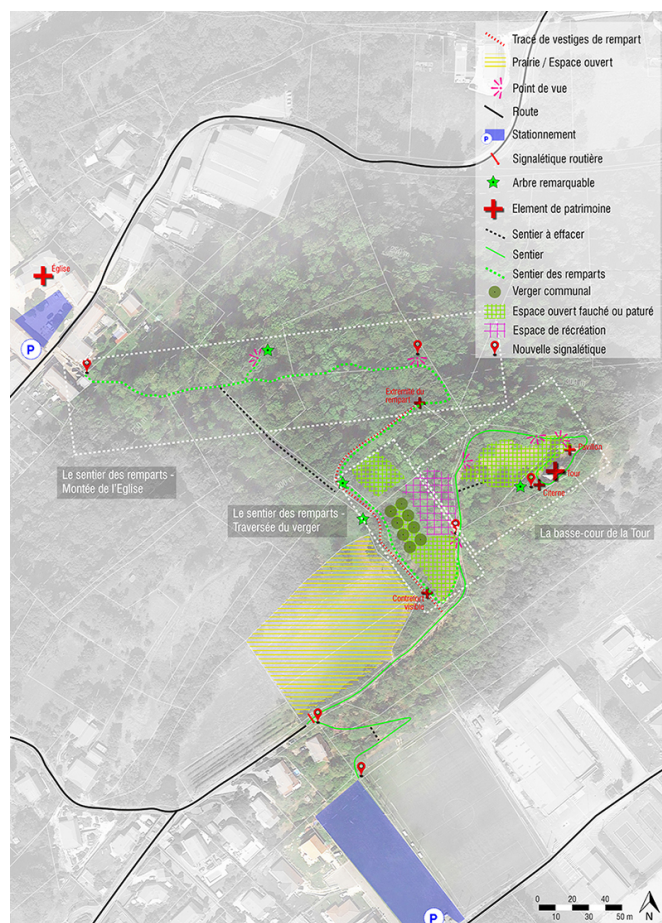 Tracé de vestiges de rempart
Prairie / Espace ouvert
Point de vue
Route
P
Stationnement
Signalétique routière
Arbre remarquable
Element de patrimoine
Sentier à effacer
Sentier
Sentier des remparts
Verger communal
Espace ouvert fauché ou paturé
Espace de récréation
Nouvelle signalétique
Église
P
Extremité du
rempart
Pavillon
Tour
Citerne
Le sentier des remparts -
Montée de l'Eglise
Le sentier des remparts -
Traversée du verger
La basse-cour de la Tour
Contrefort
visible
P
0 20 40
10 30 50 m
N